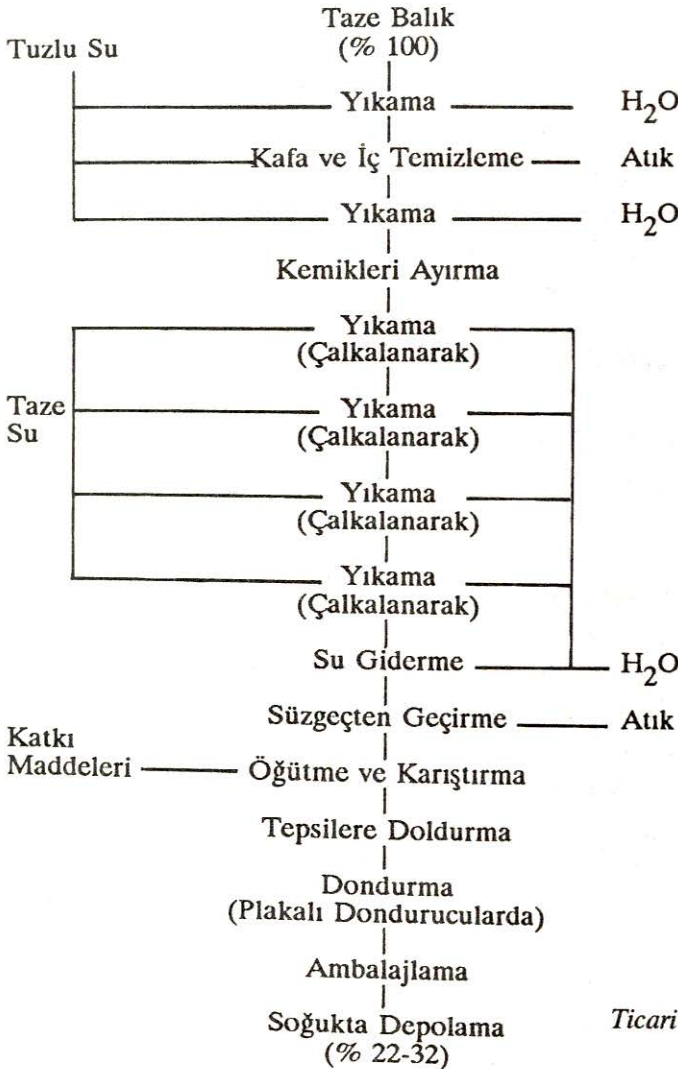 Taze Balık
Tuzlu Su
(% 100)
Yıkama
H2O
Kafa ve İç Temizleme
Atık
Yıkama
H2O
Kemikleri Ayırma
Yıkama
(Çalkalanarak)
Taze
Su
Yıkama
(Çalkalanarak)
Yıkama
(Çalkalanarak)
Yıkama
(Çalkalanarak)
Su Giderme
H2O
Süzgeçten Geçirme
Atık
Katkı
Maddeleri
Öğütme ve Karıştırma
Tepsilere Doldurma
Dondurma
(Plakalı Dondurucularda)
Ambalajlama
Soğukta Depolama
(% 22-32)
Ticari